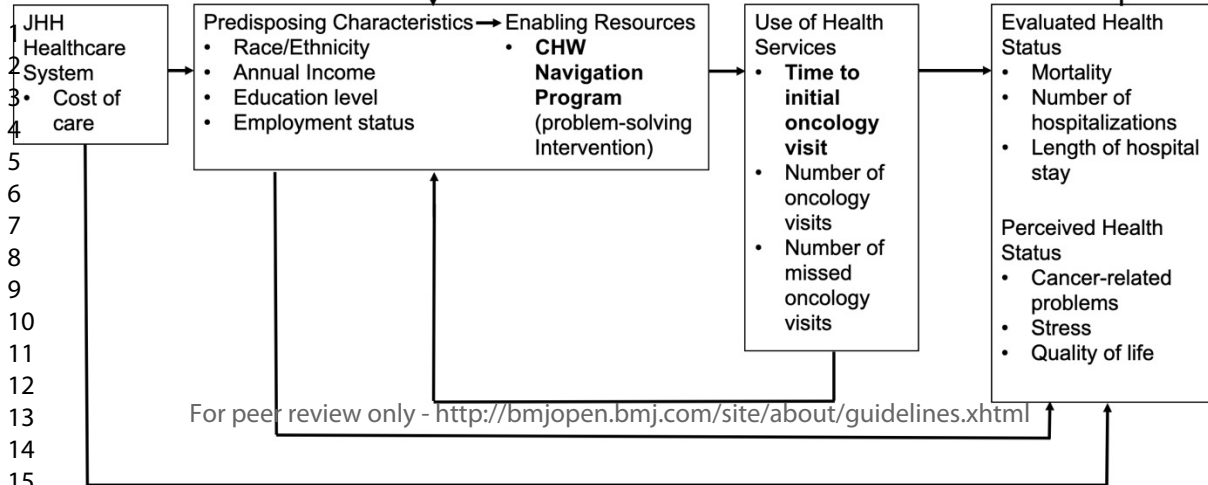 JHH
Healthcare
System
• Cost of
care
Predisposing Characteristics
• Race/Ethnicity
• Annual Income
• Education level
• Employment status
Enabling Resources
• CHW
Navigation
Program
(problem-solving
Intervention)
Use of Health
Services
• Time to
initial
oncology
visit
• Number of
oncology
visits
• Number of
missed
oncology
visits
Evaluated Health
Status
• Mortality
• Number of
hospitalizations
• Length of hospital
stay
Perceived Health
Status
• Cancer-related
problems
• Stress
• Quality of life
1
2
3
4
5
6
7
8
9
10
11
12
13
14
15
For peer review only - http://bmjopen.bmj.com/site/about/guidelines.xhtml